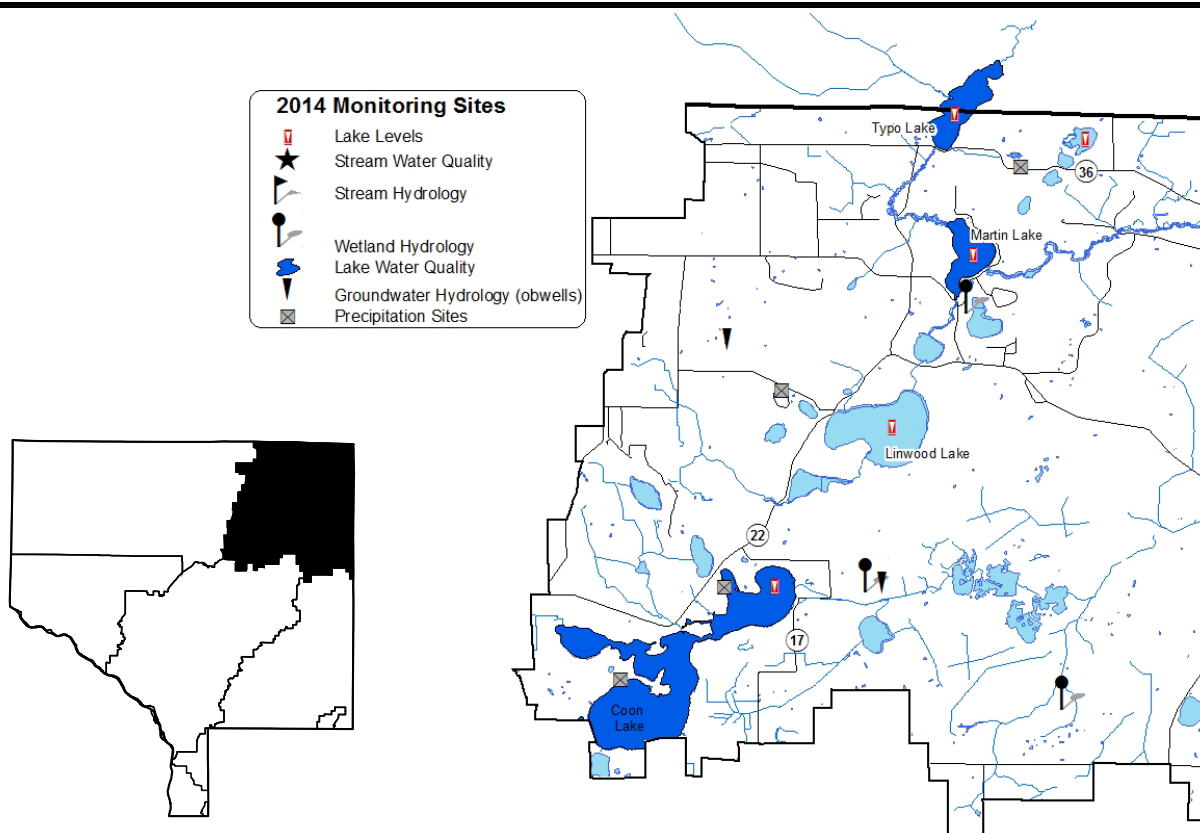 2014 Monitoring Sites
Lake Levels
Stream Water Quality
Stream Hydrology
Wetland Hydrology
Lake Water Quality
Groundwater Hydrology (obwells)
Precipitation Sites
Typo Lake
36
Martin Lake
Linwood Lake
22
17
Coon
Lake